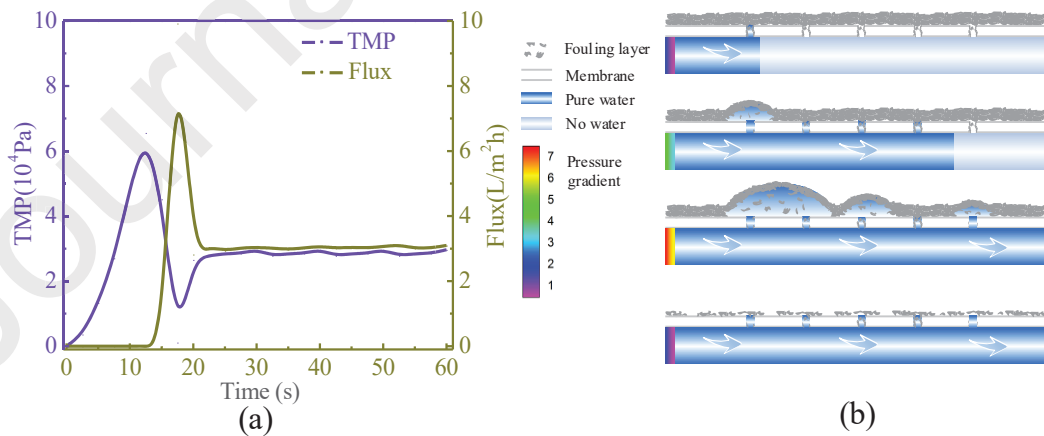 10
8
6
4
2
0
TMP(10⁴Pa)
TMP
Flux
10
8
6
4
2
0
Flux(L/m²h)
0 10 20 30 40 50 60
Time (s)
(a)
Fouling layer
Membrane
Pure water
No water
Pressure
gradient
7
6
5
4
3
2
1
(b)
Journa